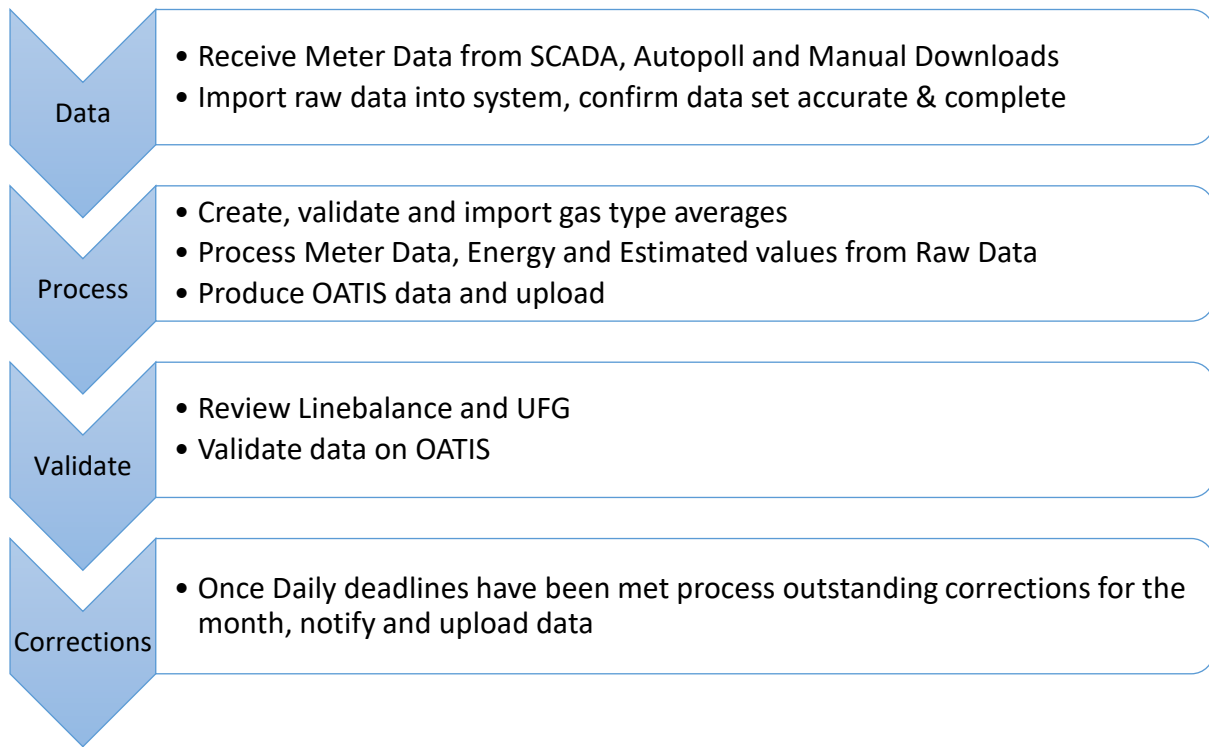 Data
• Receive Meter Data from SCADA, Autopoll and Manual Downloads
• Import raw data into system, confirm data set accurate & complete
Process
• Create, validate and import gas type averages
• Process Meter Data, Energy and Estimated values from Raw Data
• Produce OATIS data and upload
Validate
• Review Linebalance and UFG
• Validate data on OATIS
Corrections
• Once Daily deadlines have been met process outstanding corrections for the
month, notify and upload data